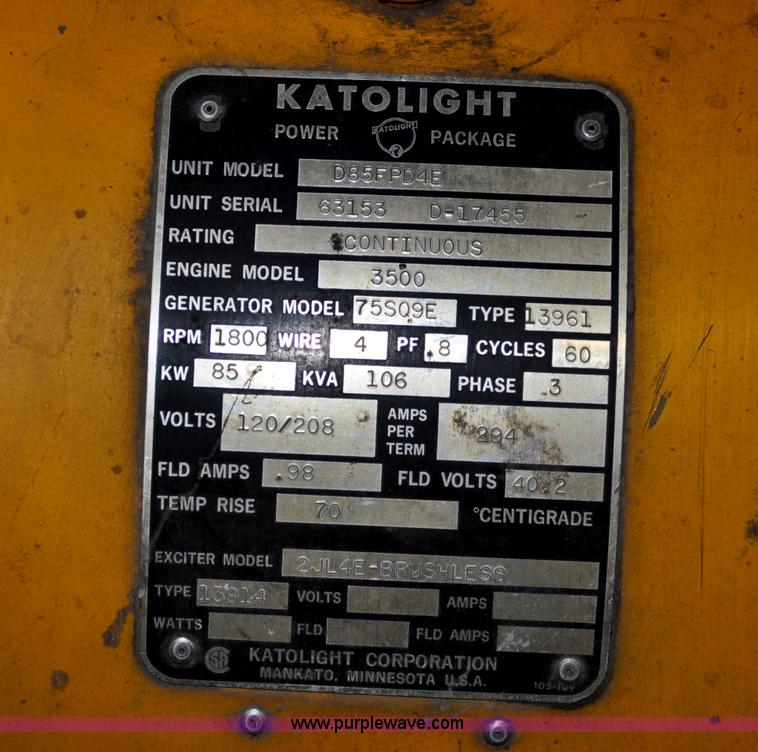 KATOLIGHT
POWER KATOLIGHT PACKAGE
UNIT MODEL D85FPD4E
UNIT SERIAL 63153 D-17455
RATING CONTINUOUS
ENGINE MODEL 3500
GENERATOR MODEL 75SQ9E TYPE 13961
RPM 1800 WIRE 4 PF .8 CYCLES 60
KW 85 KVA 106 PHASE 3
VOLTS 120/208 AMPS PER TERM 294
FLD AMPS .98 FLD VOLTS 40.2
TEMP RISE 70 °CENTIGRADE
EXCITER MODEL 2JL4E-BRUSHLESS
TYPE 13914 VOLTS AMPS
WATTS FLD FLD AMPS
SA KATOLIGHT CORPORATION
MANKATO, MINNESOTA U.S.A.
www.purplewave.com